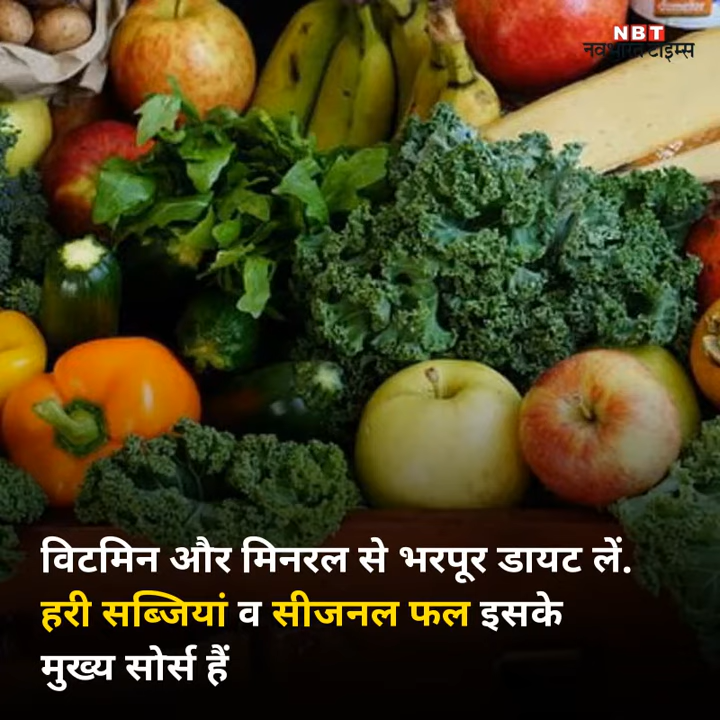 NBT
नवभारत टाइम्स
विटमिन और मिनरल से भरपूर डायट लें.
हरी सब्जियां व सीजनल फल इसके
मुख्य सोर्स हैं